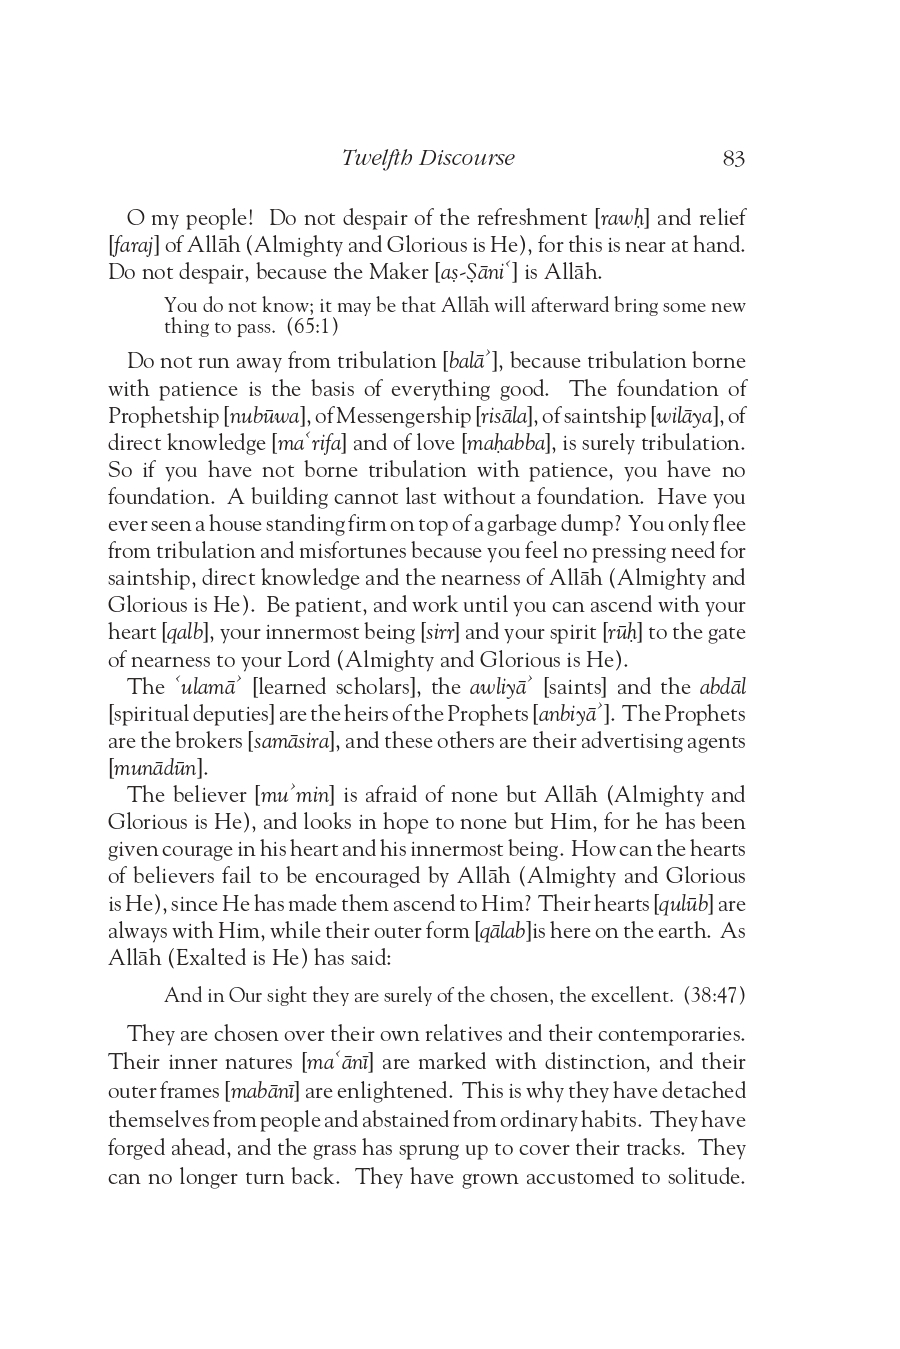 Twelfth Discourse 83
O my people! Do not despair of the refreshment [rawḥ] and relief
[faraj] of Allāh (Almighty and Glorious is He), for this is near at hand.
Do not despair, because the Maker [aṣ-Ṣāniʿ] is Allāh.
You do not know; it may be that Allāh will afterward bring some new
thing to pass. (65:1)
Do not run away from tribulation [balāʾ], because tribulation borne
with patience is the basis of everything good. The foundation of
Prophetship [nubūwa], of Messengership [risāla], of saintship [wilāya], of
direct knowledge [maʿrifa] and of love [maḥabba], is surely tribulation.
So if you have not borne tribulation with patience, you have no
foundation. A building cannot last without a foundation. Have you
ever seen a house standing firm on top of a garbage dump? You only flee
from tribulation and misfortunes because you feel no pressing need for
saintship, direct knowledge and the nearness of Allāh (Almighty and
Glorious is He). Be patient, and work until you can ascend with your
heart [qalb], your innermost being [sirr] and your spirit [rūḥ] to the gate
of nearness to your Lord (Almighty and Glorious is He).
The ʿulamāʾ [learned scholars], the awliyāʾ [saints] and the abdāl
[spiritual deputies] are the heirs of the Prophets [anbiyāʾ]. The Prophets
are the brokers [samāsira], and these others are their advertising agents
[munādūn].
The believer [muʾmin] is afraid of none but Allāh (Almighty and
Glorious is He), and looks in hope to none but Him, for he has been
given courage in his heart and his innermost being. How can the hearts
of believers fail to be encouraged by Allāh (Almighty and Glorious
is He), since He has made them ascend to Him? Their hearts [qulūb] are
always with Him, while their outer form [qālab]is here on the earth. As
Allāh (Exalted is He) has said:
And in Our sight they are surely of the chosen, the excellent. (38:47)
They are chosen over their own relatives and their contemporaries.
Their inner natures [maʿānī] are marked with distinction, and their
outer frames [mabānī] are enlightened. This is why they have detached
themselves from people and abstained from ordinary habits. They have
forged ahead, and the grass has sprung up to cover their tracks. They
can no longer turn back. They have grown accustomed to solitude.